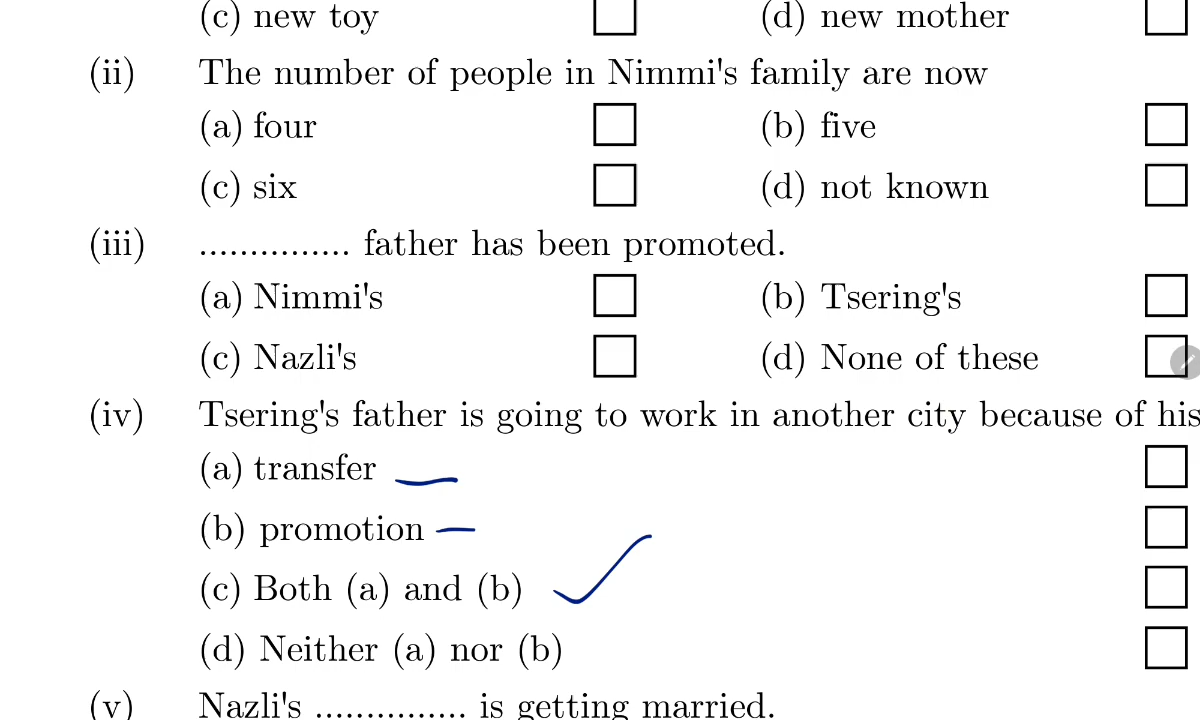 (c) new toy (d) new mother
(ii) The number of people in Nimmi's family are now
(a) four (b) five
(c) six (d) not known
(iii) ............... father has been promoted.
(a) Nimmi's (b) Tsering's
(c) Nazli's (d) None of these
(iv) Tsering's father is going to work in another city because of his
(a) transfer
(b) promotion
(c) Both (a) and (b)
(d) Neither (a) nor (b)
(v) Nazli's ............... is getting married.